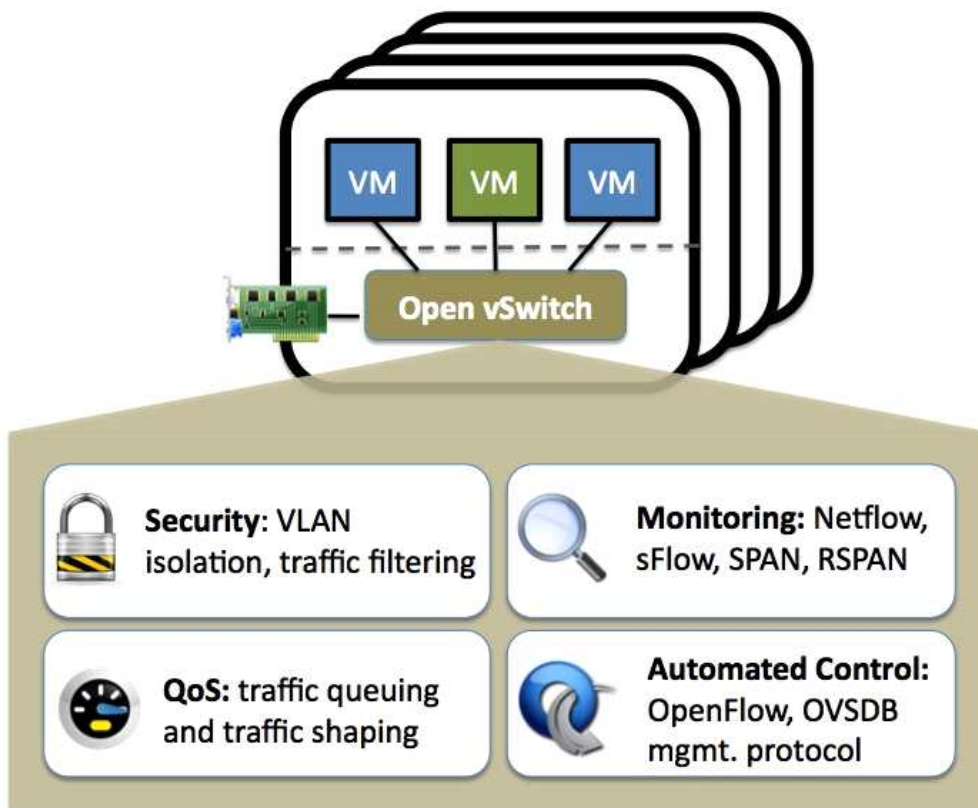 VM VM VM
Open vSwitch
Security: VLAN
isolation, traffic filtering
Monitoring: Netflow,
sFlow, SPAN, RSPAN
QoS: traffic queuing
and traffic shaping
Automated Control:
OpenFlow, OVSDB
mgmt. protocol